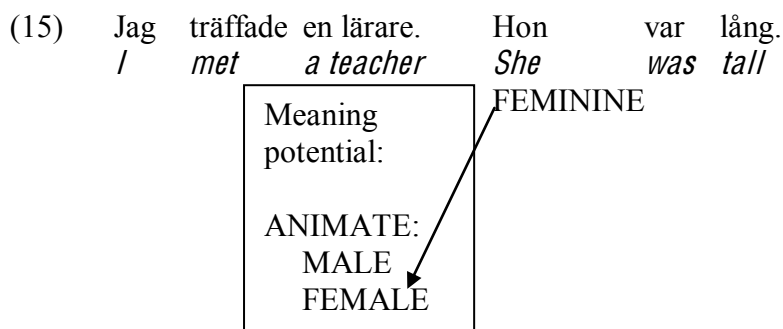 (15) Jag träffade en lärare. Hon var lång.
I met a teacher She was tall
FEMININE
Meaning
potential:
ANIMATE:
MALE
FEMALE